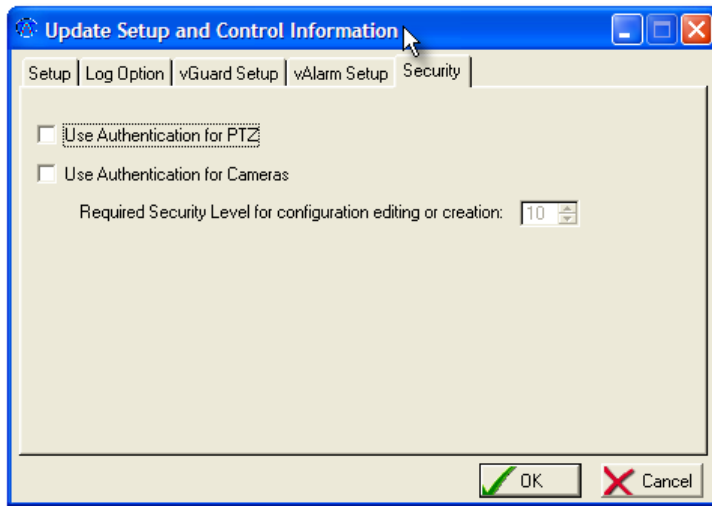 Update Setup and Control Information
Setup Log Option vGuard Setup vAlarm Setup Security
Use Authentication for PTZ
Use Authentication for Cameras
Required Security Level for configuration editing or creation: 10
OK Cancel